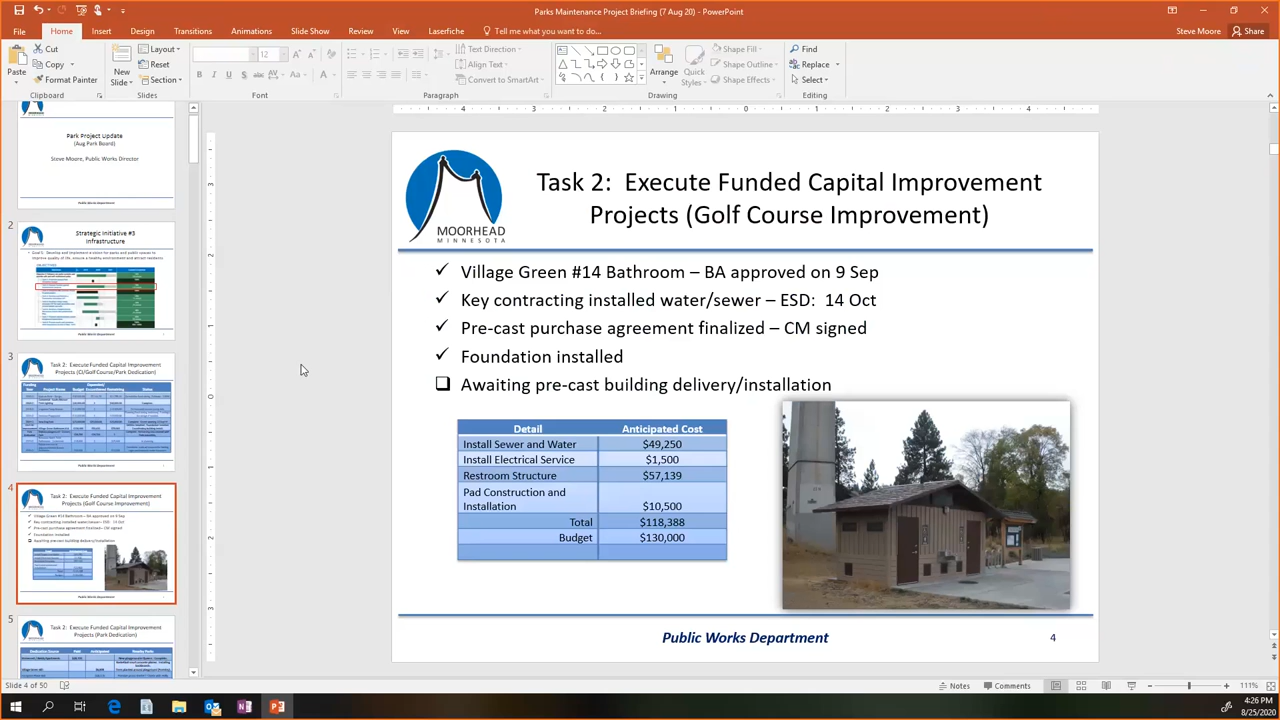 Parks Maintenance Project Briefing (7 Aug 20) - PowerPoint
Steve Moore
Share
File
Home
Insert
Design
Transitions
Animations
Slide Show
Review
View
Laserfiche
Tell me what you want to do...
Paste
Cut
Copy
Format Painter
Clipboard
New
Slide
Layout
Reset
Section
Slides
12
Font
Text Direction
Align Text
Convert to SmartArt
Paragraph
Arrange
Quick
Styles
Shape Fill
Shape Outline
Shape Effects
Drawing
Find
Replace
Select
Editing
Park Project Update
(Aug Park Board)
Steve Moore, Public Works Director
Public Works Department
2
Strategic Initiative #3
Infrastructure
Public Works Department
3
Task 2: Execute Funded Capital Improvement
Projects (CI/Golf Course/Park Dedication)
Public Works Department
4
Task 2: Execute Funded Capital Improvement
Projects (Golf Course Improvement)
Public Works Department
5
Task 2: Execute Funded Capital Improvement
Projects (Park Dedication)
MOORHEAD
MINNESOTA
Task 2: Execute Funded Capital Improvement
Projects (Golf Course Improvement)
Village Green #14 Bathroom – BA approved on 9 Sep
Key contracting installed water/sewer – ESD: 14 Oct
Pre-cast purchase agreement finalized – CM signed
Foundation installed
Awaiting pre-cast building delivery/installation
Detail Anticipated Cost
Install Sewer and Water $49,250
Install Electrical Service $1,500
Restroom Structure $57,139
Pad Construction and
Installation $10,500
Total $118,388
Budget $130,000
Public Works Department
4
Slide 4 of 50
Notes
Comments
111%
4:26 PM
8/25/2020